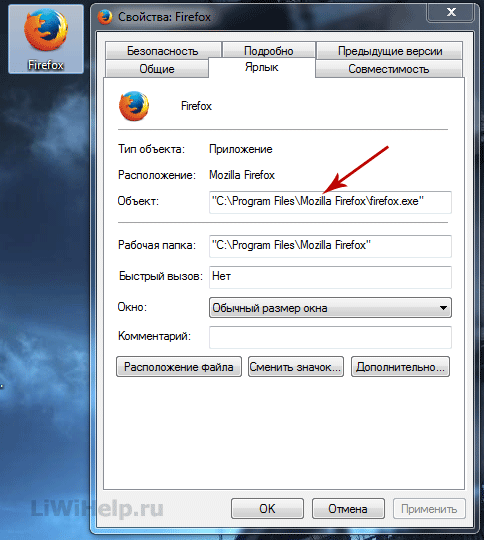 Firefox
Свойства: Firefox
Безопасность Подробно Предыдущие версии
Общие Ярлык Совместимость
Firefox
Тип объекта: Приложение
Расположение: Mozilla Firefox
Объект: "C:\Program Files\Mozilla Firefox\firefox.exe"
Рабочая папка: "C:\Program Files\Mozilla Firefox"
Быстрый вызов: Нет
Окно: Обычный размер окна
Комментарий:
Расположение файла Сменить значок... Дополнительно...
LiWiHelp.ru
OK Отмена Применить